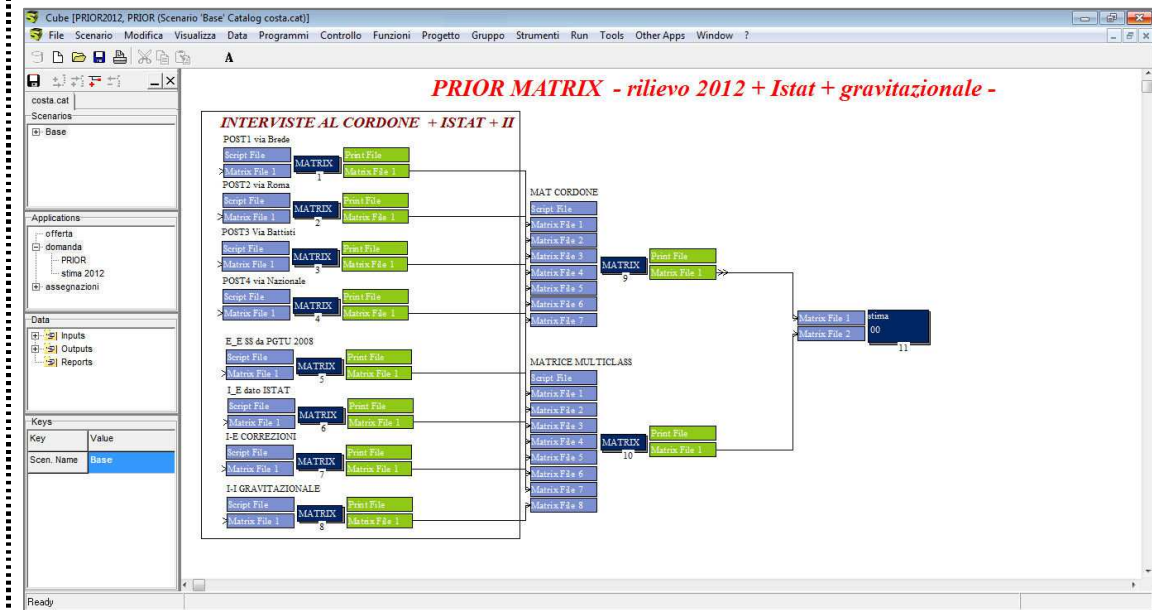 Cube [PRIOR2012, PRIOR (Scenario 'Base' Catalog costa.cat)]
File Scenario Modifica Visualizza Data Programmi Controllo Funzioni Progetto Gruppo Strumenti Run Tools Other Apps Window ?
A
costa.cat
Scenarios
Base
Applications
offerta
domanda
PRIOR
stima 2012
assegnazioni
Data
Inputs
Outputs
Reports
Keys
Key Value
Scen. Name Base
Ready
PRIOR MATRIX - rilievo 2012 + Istat + gravitazionale -
INTERVISTE AL CORDONE + ISTAT + II
POST1 via Brede
Script File Print File
MATRIX
Matrix File 1 Matrix File 1
1
POST2 via Roma
Script File Print File
MATRIX
Matrix File 1 Matrix File 1
2
POST3 Via Battisti
Script File Print File
MATRIX
Matrix File 1 Matrix File 1
3
POST4 via Nazionale
Script File Print File
MATRIX
Matrix File 1 Matrix File 1
4
E_E SS da PGTU 2008
Script File Print File
MATRIX
Matrix File 1 Matrix File 1
5
I_E dato ISTAT
Script File Print File
MATRIX
Matrix File 1 Matrix File 1
6
I-E CORREZIONI
Script File Print File
MATRIX
Matrix File 1 Matrix File 1
7
I-I GRAVITAZIONALE
Script File Print File
MATRIX
Matrix File 1 Matrix File 1
8
MAT CORDONE
Script File
Matrix File 1
Matrix File 2
Matrix File 3 Print File
MATRIX
Matrix File 4 Matrix File 1
9
Matrix File 5
Matrix File 6
Matrix File 7
MATRICE MULTICLASS
Script File
Matrix File 1
Matrix File 2
Matrix File 3 Print File
Matrix File 4 MATRIX
Matrix File 5 10 Matrix File 1
Matrix File 6
Matrix File 7
Matrix File 8
Matrix File 1 stima
Matrix File 2 00
11